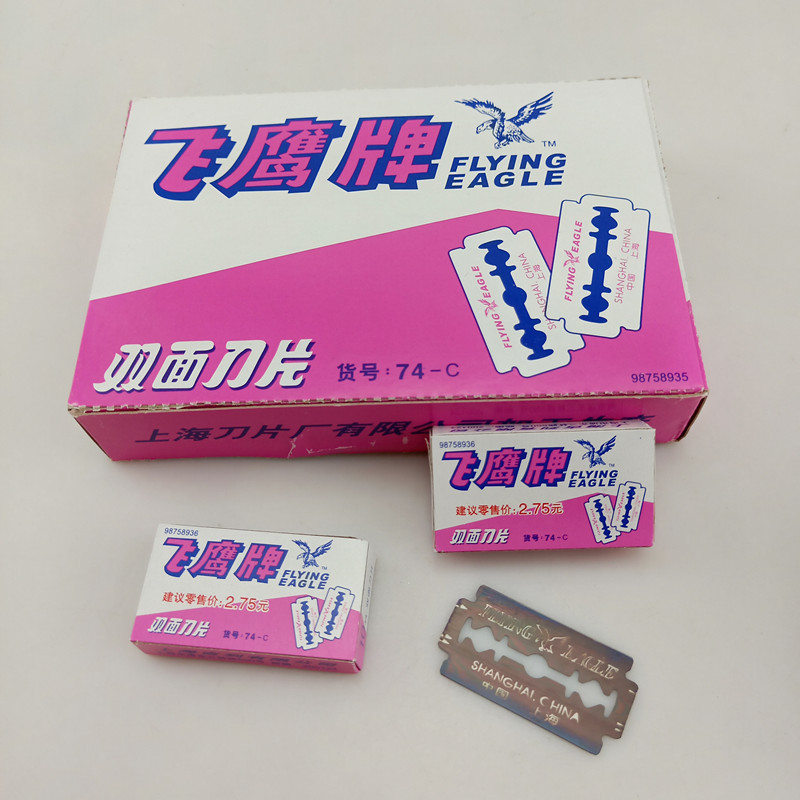 飞鹰牌
TM
FLYING
EAGLE
FLYING EAGLE
SHANGHAI, CHINA
中国 上海
FLYING EAGLE
SHANGHAI, CHINA
中国 上海
双面刀片
货号:74-C
98758935
上海刀片厂有限公司
98758936
飞鹰牌
TM
FLYING
EAGLE
建议零售价:2.75元
双面刀片
货号:74-C
98758936
飞鹰牌
TM
FLYING
EAGLE
建议零售价:2.75元
双面刀片
货号:74-C
FLYING EAGLE
SHANGHAI, CHINA
中国 上海